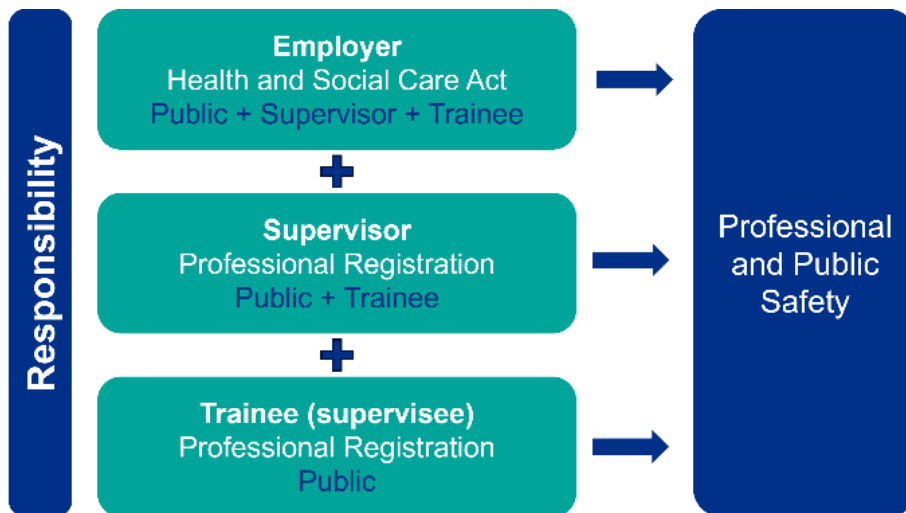 Responsibility
Employer
Health and Social Care Act
Public + Supervisor + Trainee
+
Supervisor
Professional Registration
Public + Trainee
+
Trainee (supervisee)
Professional Registration
Public
Professional
and Public
Safety